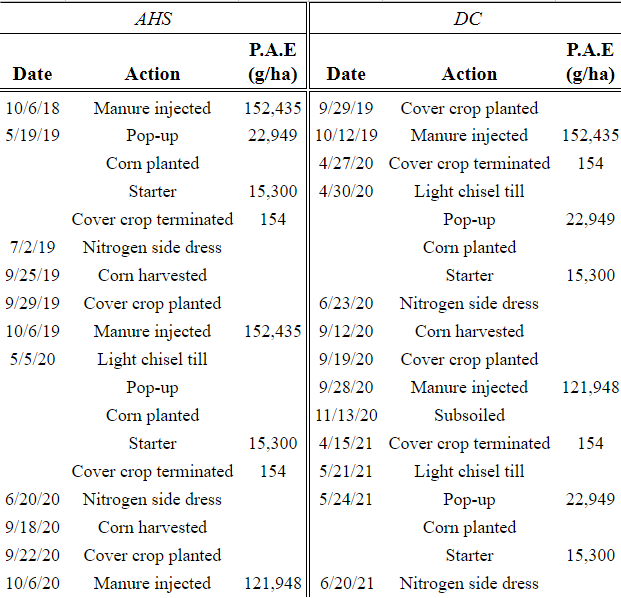 AHS DC
P.A.E P.A.E
Date Action (g/ha) Date Action (g/ha)
10/6/18 Manure injected 152,435 9/29/19 Cover crop planted
5/19/19 Pop-up 22,949 10/12/19 Manure injected 152,435
Corn planted 4/27/20 Cover crop terminated 154
Starter 15,300 4/30/20 Light chisel till
Cover crop terminated 154 Pop-up 22,949
7/2/19 Nitrogen side dress Corn planted
9/25/19 Corn harvested Starter 15,300
9/29/19 Cover crop planted 6/23/20 Nitrogen side dress
10/6/19 Manure injected 152,435 9/12/20 Corn harvested
5/5/20 Light chisel till 9/19/20 Cover crop planted
Pop-up 9/28/20 Manure injected 121,948
Corn planted 11/13/20 Subsoiled
Starter 15,300 4/15/21 Cover crop terminated 154
Cover crop terminated 154 5/21/21 Light chisel till
6/20/20 Nitrogen side dress 5/24/21 Pop-up 22,949
9/18/20 Corn harvested Corn planted
9/22/20 Cover crop planted Starter 15,300
10/6/20 Manure injected 121,948 6/20/21 Nitrogen side dress